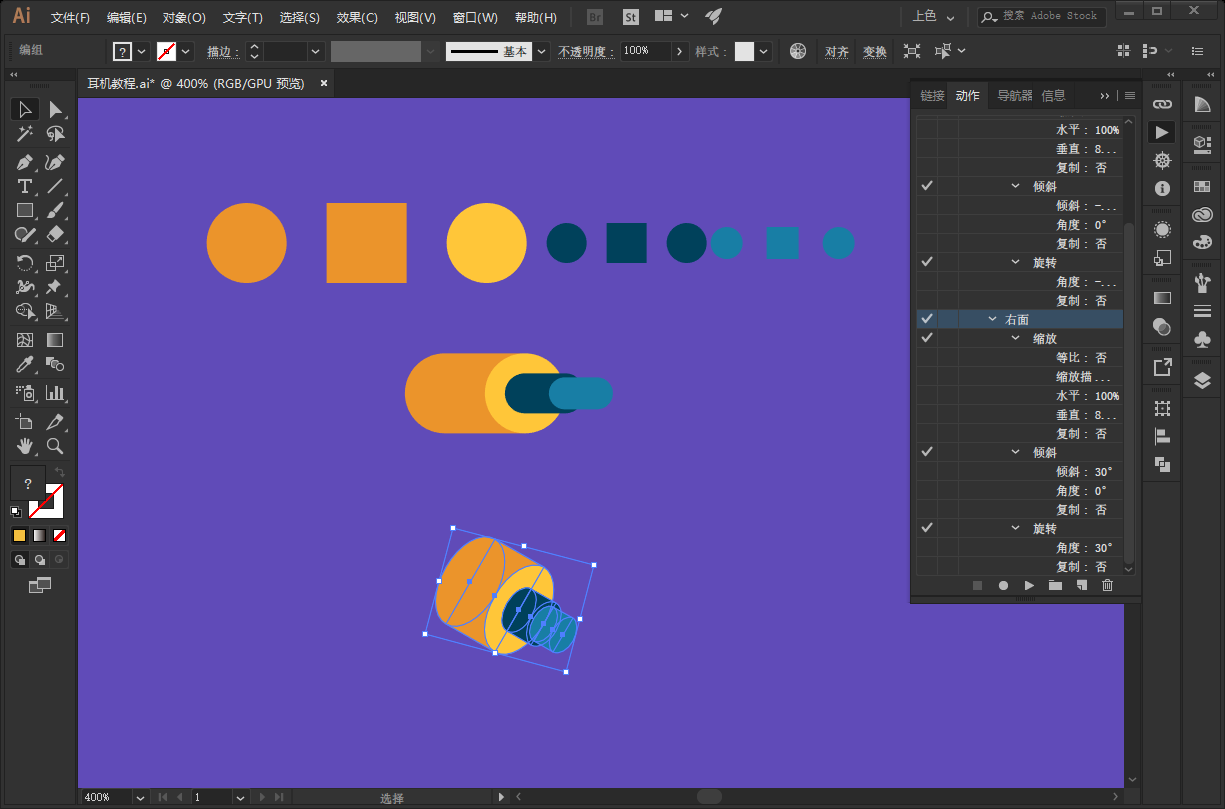 Ai 文件(F) 编辑(E) 对象(O) 文字(T) 选择(S) 效果(C) 视图(V) 窗口(W) 帮助(H) Br St 上色 搜索 Adobe Stock
编组 ? 描边： 基本 不透明度： 100% 样式： 对齐 变换
耳机教程.ai* @ 400% (RGB/GPU 预览) ×
链接 动作 导航器 信息
水平： 100%
垂直： 8...
复制： 否
倾斜
倾斜： -...
角度： 0°
复制： 否
旋转
角度： -...
复制： 否
右面
缩放
等比： 否
缩放描...
水平： 100%
垂直： 8...
复制： 否
倾斜
倾斜： 30°
角度： 0°
复制： 否
旋转
角度： 30°
复制： 否
?
400% 1 选择